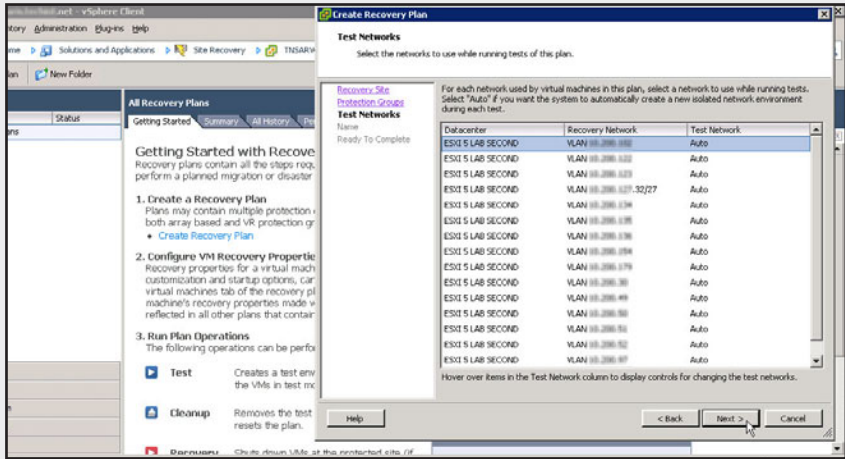 .net - vSphere Client
tory Administration Plug-ins Help
me Solutions and Applications Site Recovery TNSARW
lan New Folder
Status
ans
All Recovery Plans
Getting Started Summary All History Per
Getting Started with Recove
Recovery plans contain all the steps requ
perform a planned migration or disaster
1. Create a Recovery Plan
Plans may contain multiple protection
both array based and VR protection gr
Create Recovery Plan
2. Configure VM Recovery Propertie
Recovery properties for a virtual mach
customization and startup options, car
virtual machines tab of the recovery pl
machine's recovery properties made w
reflected in all other plans that contair
3. Run Plan Operations
The following operations can be perfo
Test Creates a test env
the VMs in test mo
Cleanup Removes the test
resets the plan.
Recovery Shuts down VMs at the protected site (if
Create Recovery Plan
Test Networks
Select the networks to use while running tests of this plan.
Recovery Site
Protection Groups
Test Networks
Name
Ready To Complete
For each network used by virtual machines in this plan, select a network to use while running tests.
Select "Auto" if you want the system to automatically create a new isolated network environment
during each test.
Datacenter Recovery Network Test Network
ESXI 5 LAB SECOND VLAN Auto
ESXI 5 LAB SECOND VLAN Auto
ESXI 5 LAB SECOND VLAN Auto
ESXI 5 LAB SECOND VLAN .32/27 Auto
ESXI 5 LAB SECOND VLAN Auto
ESXI 5 LAB SECOND VLAN Auto
ESXI 5 LAB SECOND VLAN Auto
ESXI 5 LAB SECOND VLAN Auto
ESXI 5 LAB SECOND VLAN Auto
ESXI 5 LAB SECOND VLAN Auto
ESXI 5 LAB SECOND VLAN Auto
ESXI 5 LAB SECOND VLAN Auto
ESXI 5 LAB SECOND VLAN Auto
ESXI 5 LAB SECOND VLAN Auto
ESXI 5 LAB SECOND VLAN Auto
Hover over items in the Test Network column to display controls for changing the test networks.
Help < Back Next > Cancel